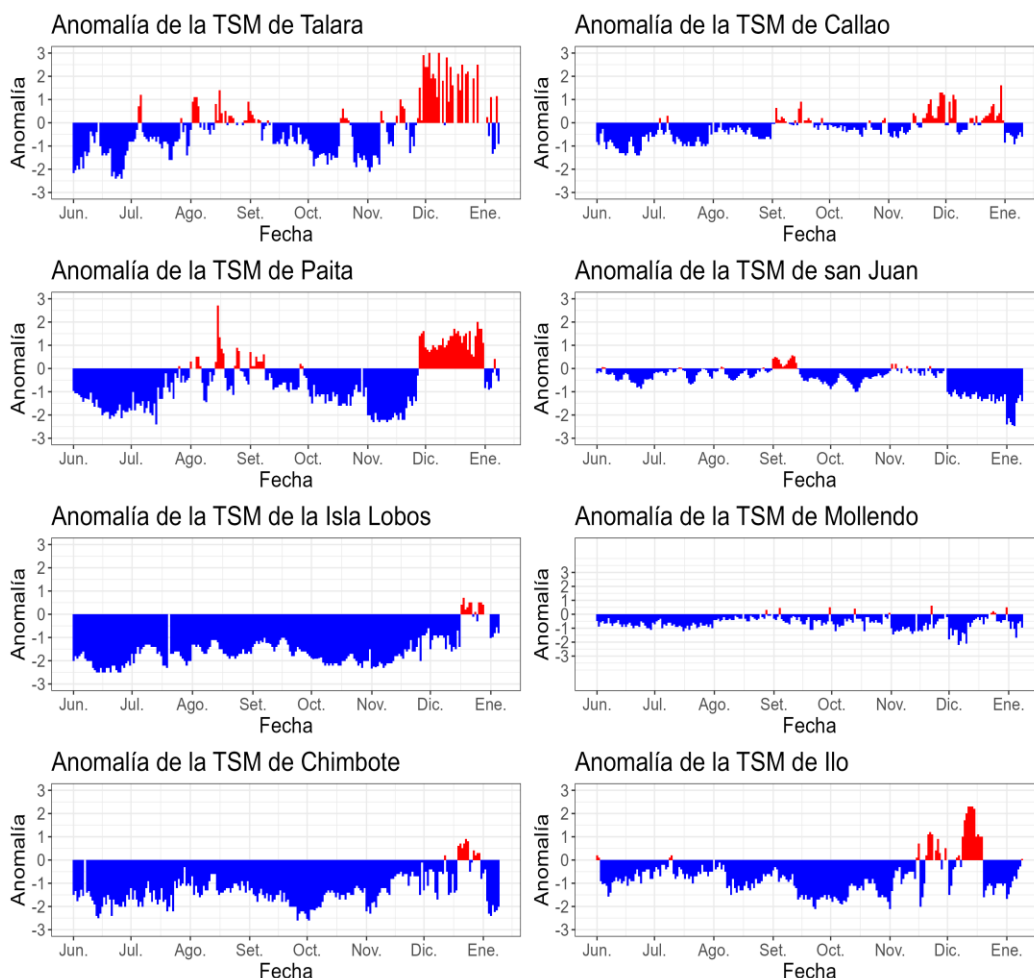 Anomalía de la TSM de Talara
Anomalía
3
2
1
0
-1
-2
-3
Jun. Jul. Ago. Set. Oct. Nov. Dic. Ene.
Fecha
Anomalía de la TSM de Callao
Anomalía
3
2
1
0
-1
-2
-3
Jun. Jul. Ago. Set. Oct. Nov. Dic. Ene.
Fecha
Anomalía de la TSM de Paita
Anomalía
3
2
1
0
-1
-2
-3
Jun. Jul. Ago. Set. Oct. Nov. Dic. Ene.
Fecha
Anomalía de la TSM de san Juan
Anomalía
3
2
1
0
-1
-2
-3
Jun. Jul. Ago. Set. Oct. Nov. Dic. Ene.
Fecha
Anomalía de la TSM de la Isla Lobos
Anomalía
3
2
1
0
-1
-2
-3
Jun. Jul. Ago. Set. Oct. Nov. Dic. Ene.
Fecha
Anomalía de la TSM de Mollendo
Anomalía
3
2
1
0
-1
-2
-3
Jun. Jul. Ago. Set. Oct. Nov. Dic. Ene.
Fecha
Anomalía de la TSM de Chimbote
Anomalía
3
2
1
0
-1
-2
-3
Jun. Jul. Ago. Set. Oct. Nov. Dic. Ene.
Fecha
Anomalía de la TSM de Ilo
Anomalía
3
2
1
0
-1
-2
-3
Jun. Jul. Ago. Set. Oct. Nov. Dic. Ene.
Fecha